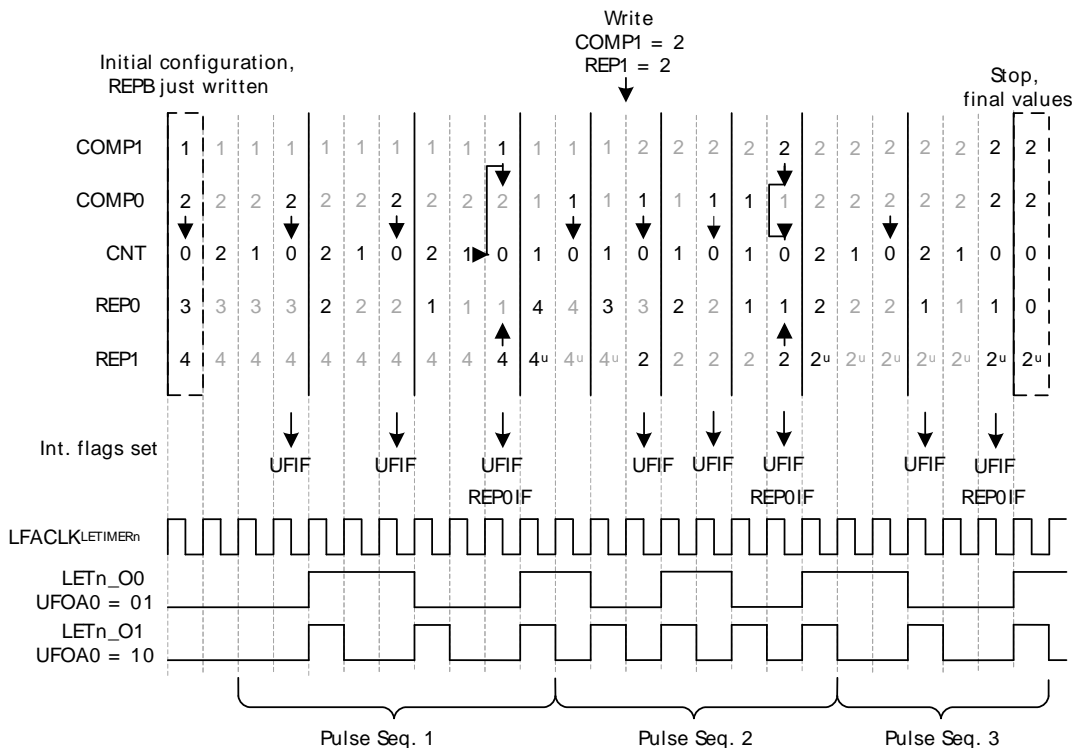 Write
COMP1 = 2
REP1 = 2
Initial configuration,
REPB just written
Stop,
final values
COMP1 1 1 1 1 1 1 1 1 1 1 1 1 1 2 2 2 2 2 2 2 2 2 2 2 2
COMP0 2 2 2 2 2 2 2 2 2 2 1 1 1 1 1 1 1 1 2 2 2 2 2 2 2
CNT 0 2 1 0 2 1 0 2 1 0 1 0 1 0 1 0 1 0 2 1 0 2 1 0 0
REP0 3 3 3 3 2 2 2 1 1 1 4 4 3 3 2 2 1 1 2 2 2 1 1 1 0
REP1 4 4 4 4 4 4 4 4 4 4 4u 4u 4u 2 2 2 2 2 2u 2u 2u 2u 2u 2u 2u
Int. flags set
UFIF UFIF UFIF UFIF UFIF UFIF UFIF UFIF
REP0IF REP0IF REP0IF
LFACLKLETIMERn
LETn_O0
UFOA0 = 01
LETn_O1
UFOA0 = 10
Pulse Seq. 1 Pulse Seq. 2 Pulse Seq. 3